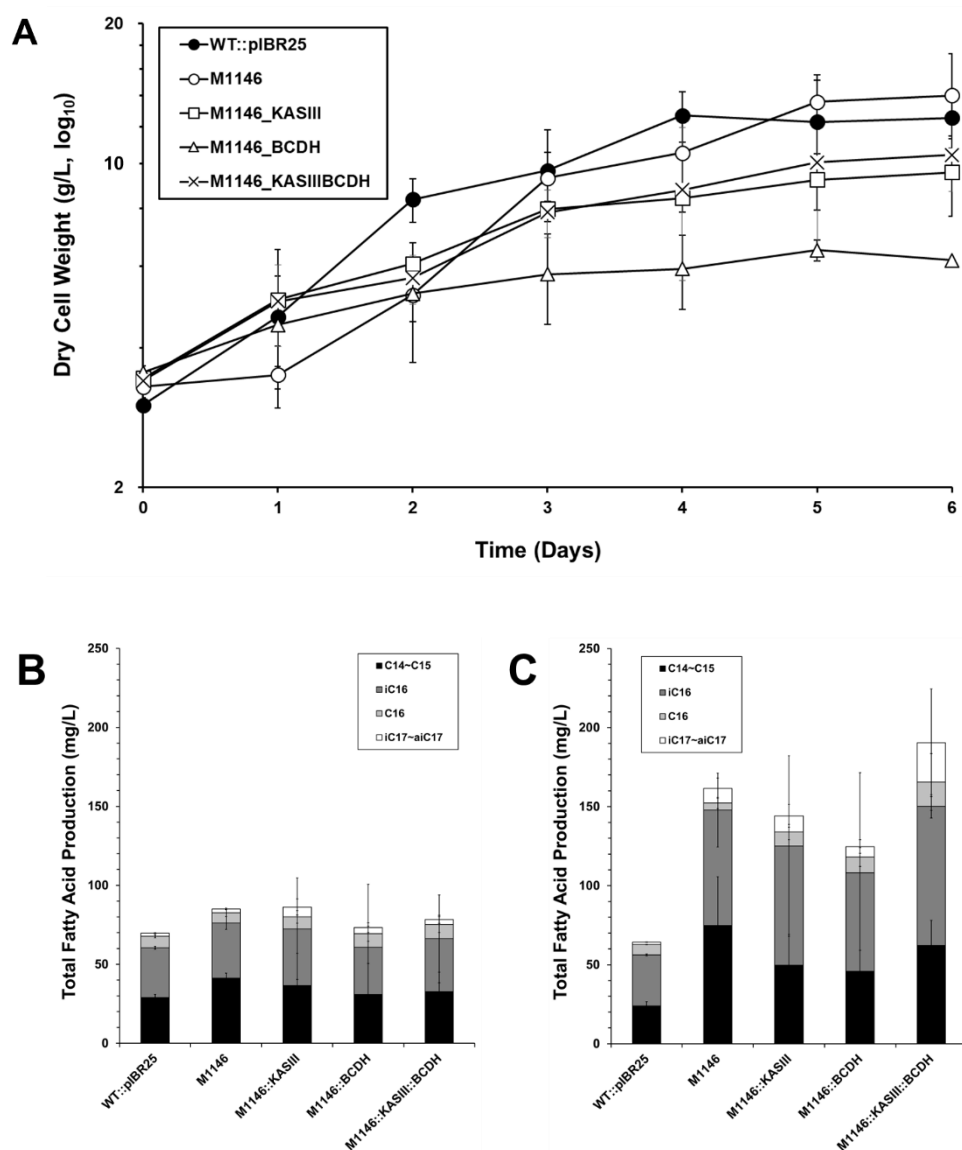 A
20
10
2
Dry Cell Weight (g/L, log10)
WT::pIBR25
M1146
M1146_KASIII
M1146_BCDH
M1146_KASIIIBCDH
0 1 2 3 4 5 6
Time (Days)
B
Total Fatty Acid Production (mg/L)
250
200
150
100
50
0
C14~C15
iC16
C16
iC17~aiC17
WT::pIBR25
M1146
M1146::KASIII
M1146::BCDH
M1146::KASIII::BCDH
C
Total Fatty Acid Production (mg/L)
250
200
150
100
50
0
C14~C15
iC16
C16
iC17~aiC17
WT::pIBR25
M1146
M1146::KASIII
M1146::BCDH
M1146::KASIII::BCDH